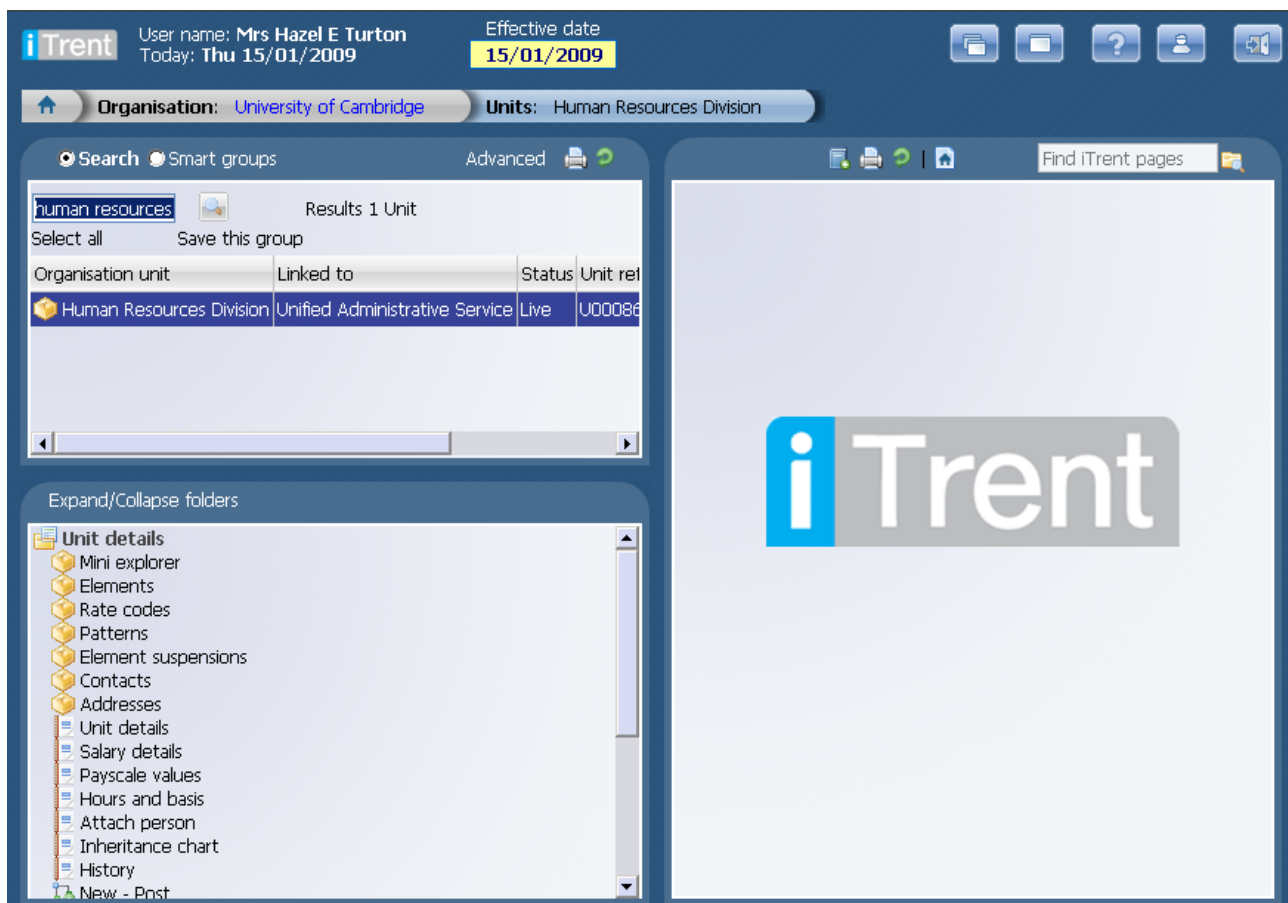 iTrent
User name: Mrs Hazel E Turton
Today: Thu 15/01/2009
Effective date
15/01/2009
?
Organisation: University of Cambridge
Units: Human Resources Division
Search Smart groups
Advanced
human resources
Results 1 Unit
Select all Save this group
Organisation unit Linked to Status Unit ref
Human Resources Division Unified Administrative Service Live U00086
Expand/Collapse folders
Unit details
Mini explorer
Elements
Rate codes
Patterns
Element suspensions
Contacts
Addresses
Unit details
Salary details
Payscale values
Hours and basis
Attach person
Inheritance chart
History
New - Post
Find iTrent pages
iTrent